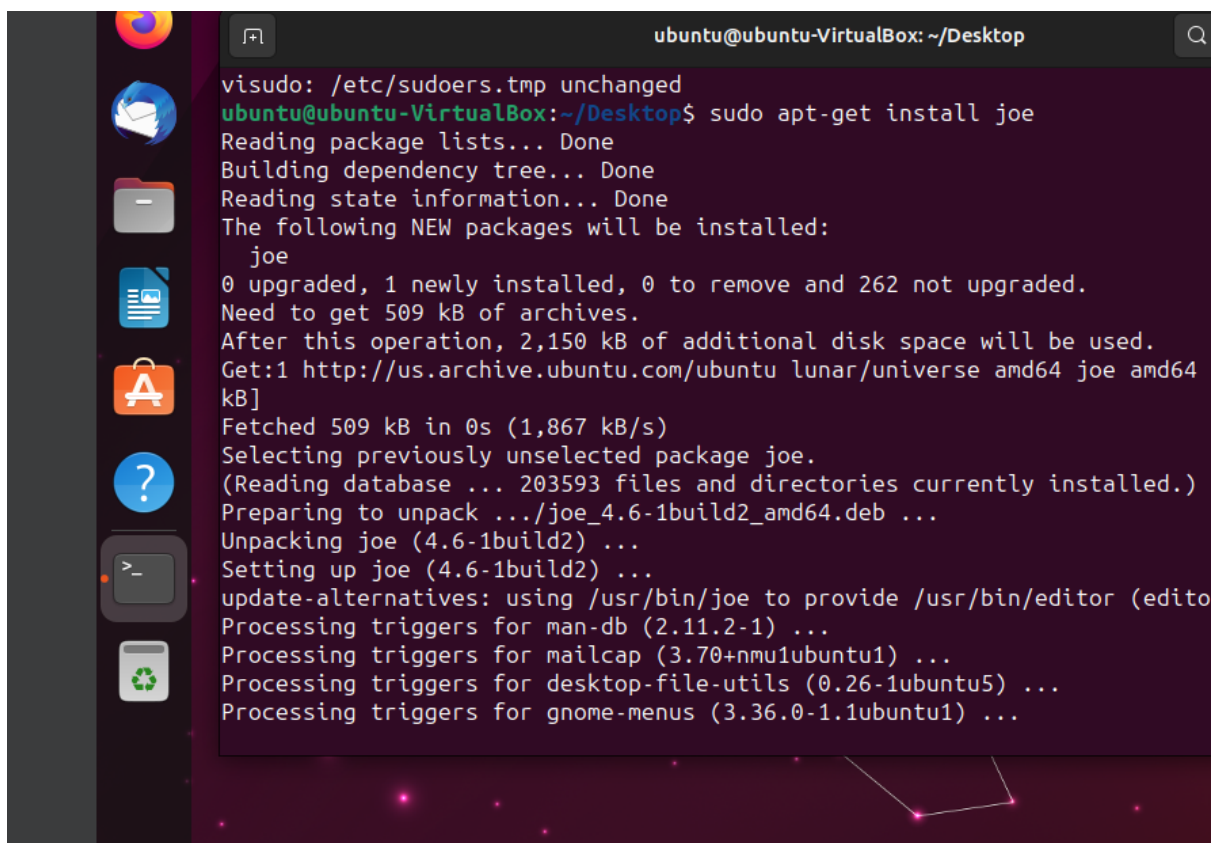 ubuntu@ubuntu-VirtualBox: ~/Desktop
visudo: /etc/sudoers.tmp unchanged
ubuntu@ubuntu-VirtualBox:~/Desktop$ sudo apt-get install joe
Reading package lists... Done
Building dependency tree... Done
Reading state information... Done
The following NEW packages will be installed:
  joe
0 upgraded, 1 newly installed, 0 to remove and 262 not upgraded.
Need to get 509 kB of archives.
After this operation, 2,150 kB of additional disk space will be used.
Get:1 http://us.archive.ubuntu.com/ubuntu lunar/universe amd64 joe amd64
kB]
Fetched 509 kB in 0s (1,867 kB/s)
Selecting previously unselected package joe.
(Reading database ... 203593 files and directories currently installed.)
Preparing to unpack .../joe_4.6-1build2_amd64.deb ...
Unpacking joe (4.6-1build2) ...
Setting up joe (4.6-1build2) ...
update-alternatives: using /usr/bin/joe to provide /usr/bin/editor (edito
Processing triggers for man-db (2.11.2-1) ...
Processing triggers for mailcap (3.70+nmu1ubuntu1) ...
Processing triggers for desktop-file-utils (0.26-1ubuntu5) ...
Processing triggers for gnome-menus (3.36.0-1.1ubuntu1) ...